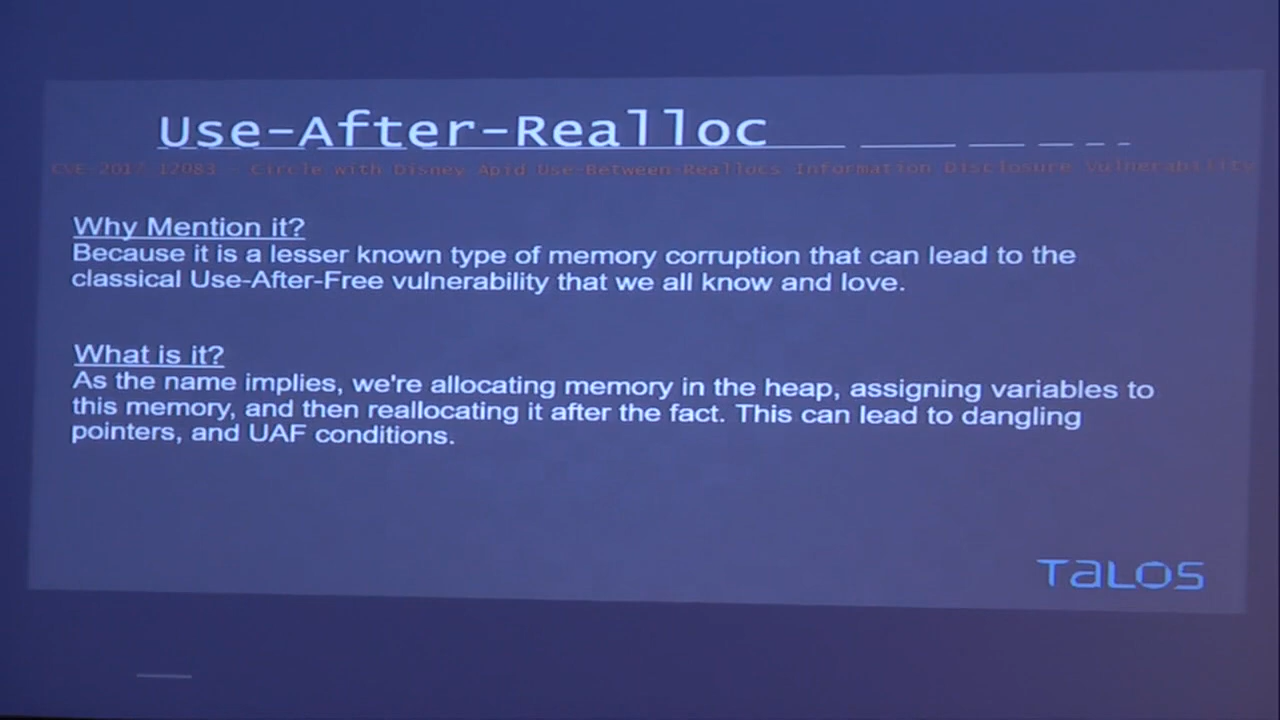 Use-After-Realloc
CVE-2017-12083 - Circle with Disney Apid Use-Between-Reallocs Information Disclosure Vulnerability
Why Mention it?
Because it is a lesser known type of memory corruption that can lead to the
classical Use-After-Free vulnerability that we all know and love.
What is it?
As the name implies, we're allocating memory in the heap, assigning variables to
this memory, and then reallocating it after the fact. This can lead to dangling
pointers, and UAF conditions.
TALOS